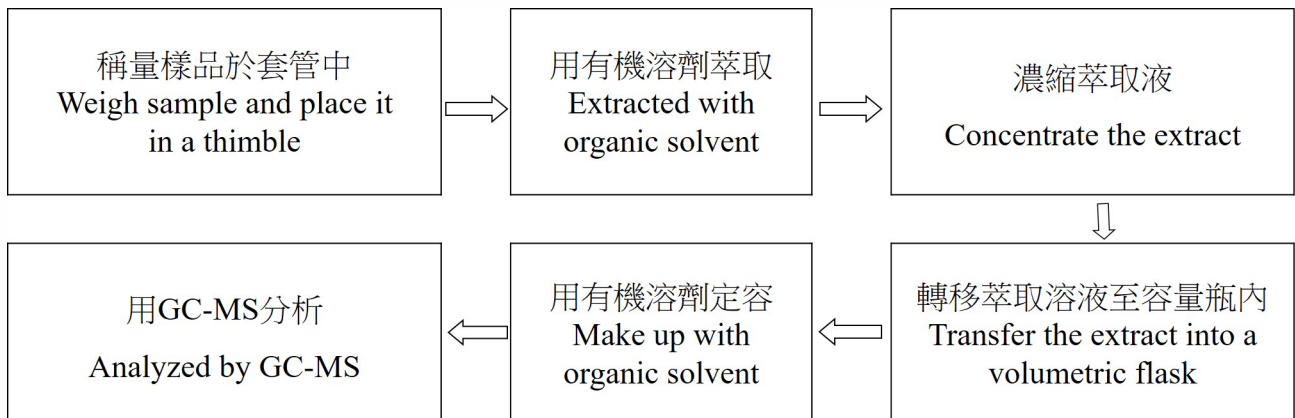 稱量樣品於套管中
Weigh sample and place it
in a thimble
用有機溶劑萃取
Extracted with
organic solvent
濃縮萃取液
Concentrate the extract
轉移萃取溶液至容量瓶內
Transfer the extract into a
volumetric flask
用有機溶劑定容
Make up with
organic solvent
用GC-MS分析
Analyzed by GC-MS